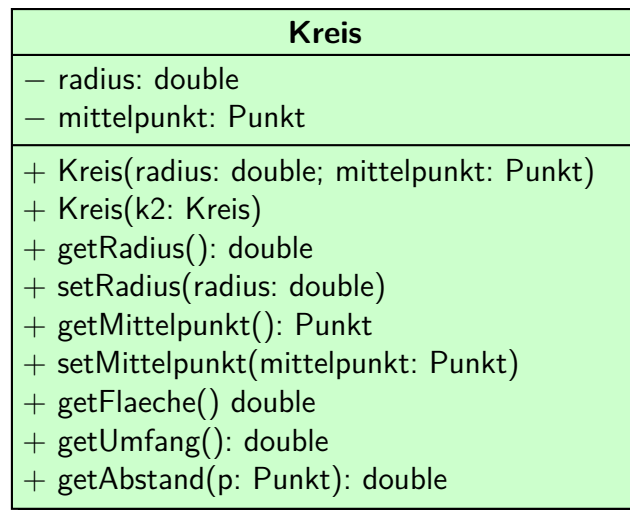 Kreis
− radius: double
− mittelpunkt: Punkt
+ Kreis(radius: double; mittelpunkt: Punkt)
+ Kreis(k2: Kreis)
+ getRadius(): double
+ setRadius(radius: double)
+ getMittelpunkt(): Punkt
+ setMittelpunkt(mittelpunkt: Punkt)
+ getFlaeche() double
+ getUmfang(): double
+ getAbstand(p: Punkt): double